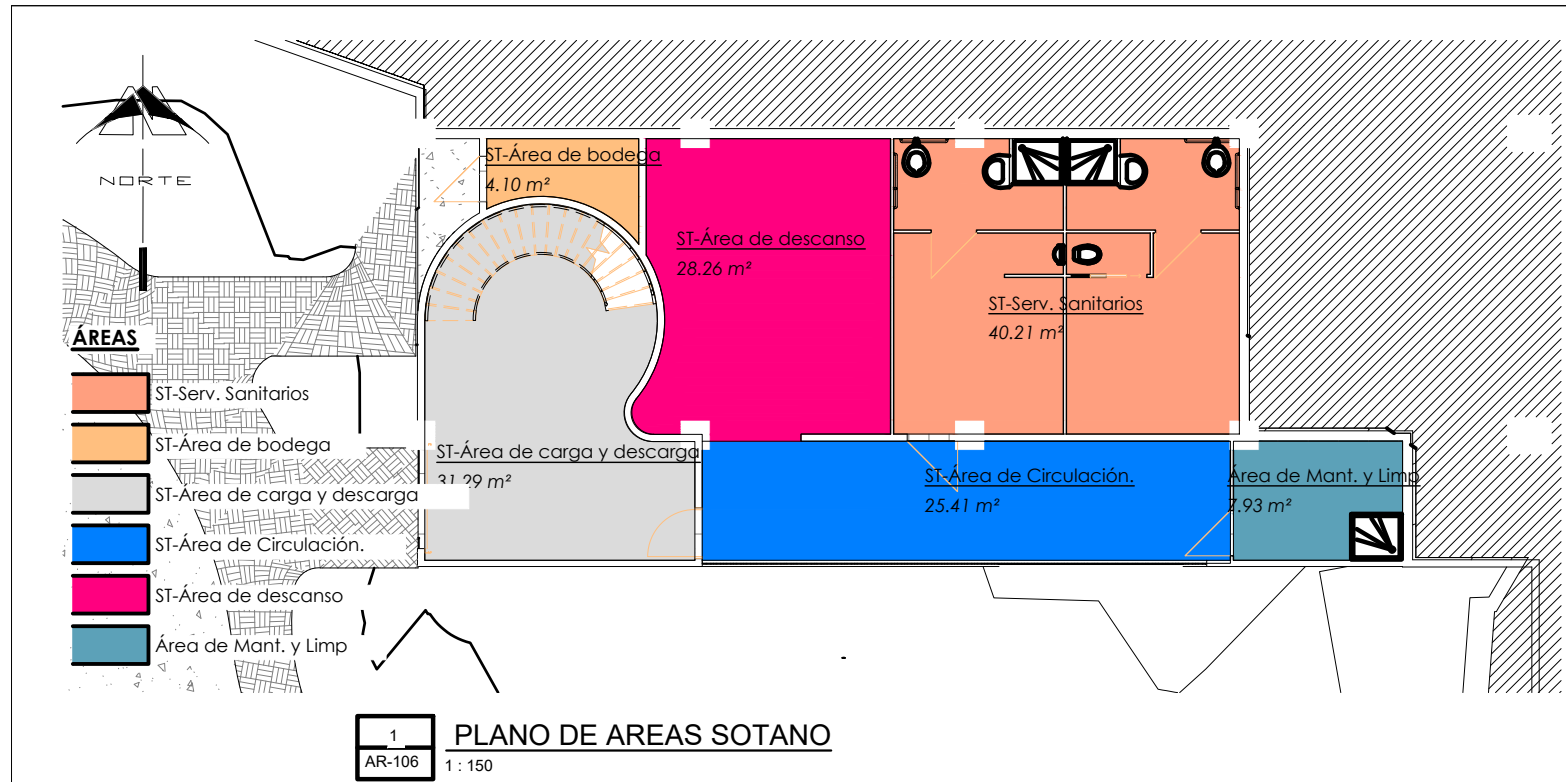 NORTE
ST-Área de bodega
4.10 m²
ST-Área de descanso
28.26 m²
ST-Serv. Sanitarios
40.21 m²
ÁREAS
ST-Serv. Sanitarios
ST-Área de bodega
ST-Área de carga y descarga
ST-Área de Circulación.
ST-Área de descanso
Área de Mant. y Limp
ST-Área de carga y descarga
31.29 m²
ST-Área de Circulación.
25.41 m²
Área de Mant. y Limp
7.93 m²
1
AR-106
PLANO DE AREAS SOTANO
1 : 150